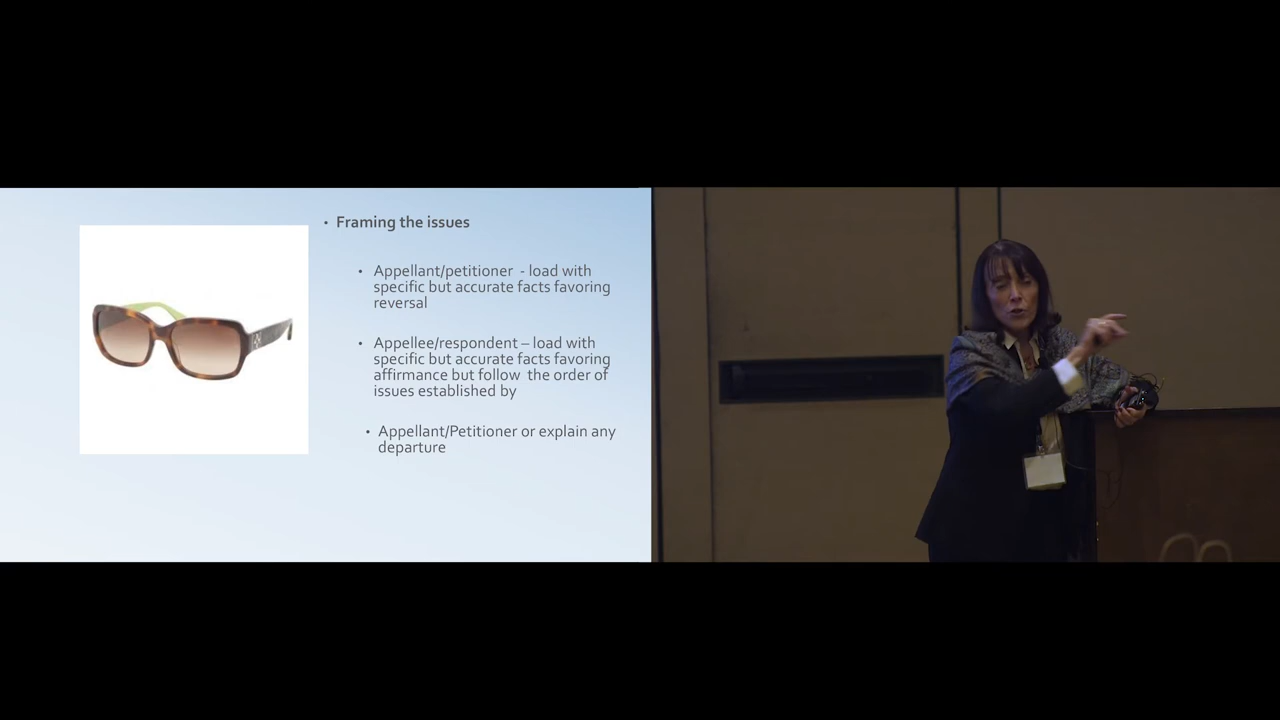 • Framing the issues
• Appellant/petitioner - load with
specific but accurate facts favoring
reversal
• Appellee/respondent – load with
specific but accurate facts favoring
affirmance but follow the order of
issues established by
• Appellant/Petitioner or explain any
departure